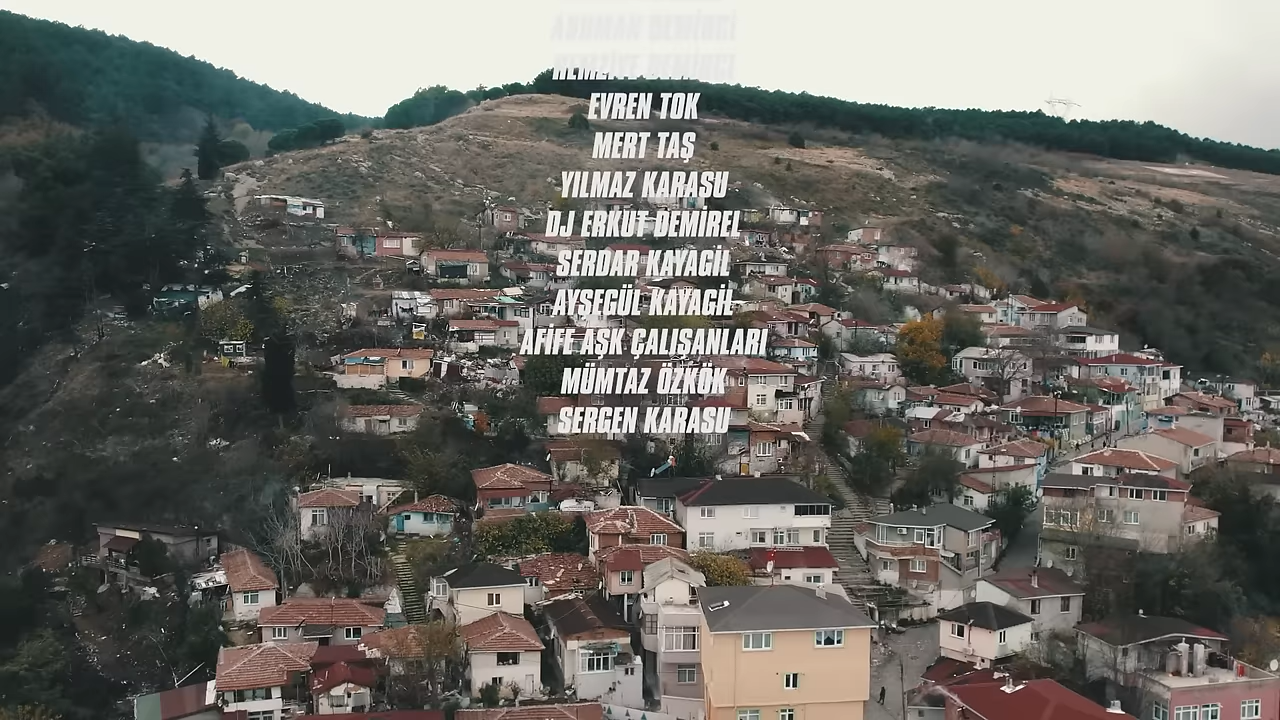 EVREN TOK
MERT TAŞ
YILMAZ KARASU
DJ ERKUT DEMİREL
SERDAR KAYAGİL
AYŞEGÜL KAYAGİL
AFİFE AŞK ÇALISANLARI
MÜMTAZ ÖZKÖK
SERGEN KARASU